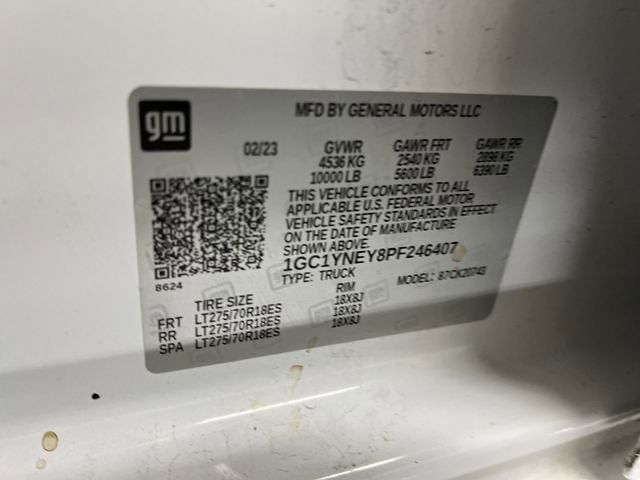 gm
MFD BY GENERAL MOTORS LLC
02/23 GVWR GAWR FRT GAWR RR
4536 KG 2540 KG 2898 KG
10000 LB 5600 LB 6390 LB
THIS VEHICLE CONFORMS TO ALL
APPLICABLE U.S. FEDERAL MOTOR
VEHICLE SAFETY STANDARDS IN EFFECT
ON THE DATE OF MANUFACTURE
SHOWN ABOVE.
1GC1YNEY8PF246407
8624 TYPE: TRUCK MODEL: 87CK20743
TIRE SIZE RIM
FRT LT275/70R18ES 18X8J
RR LT275/70R18ES 18X8J
SPA LT275/70R18ES 18X8J